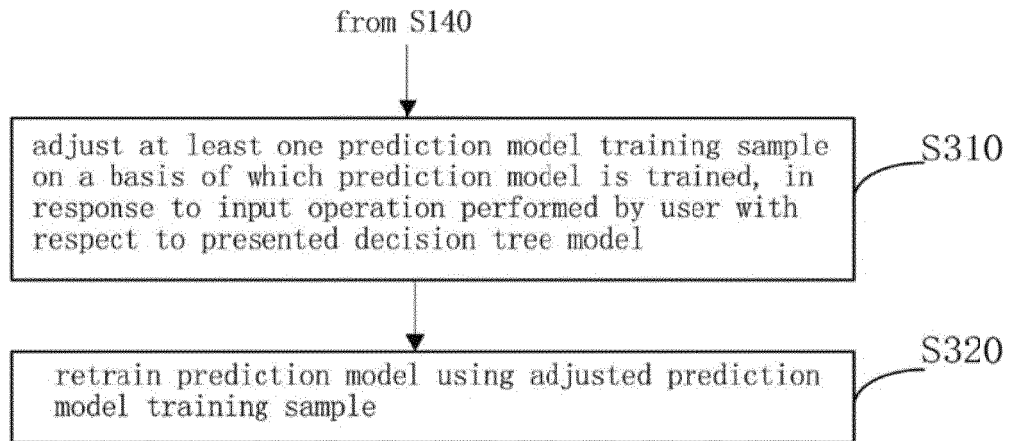 from S140
adjust at least one prediction model training sample
on a basis of which prediction model is trained, in
response to input operation performed by user with
respect to presented decision tree model
S310
retrain prediction model using adjusted prediction
model training sample
S320